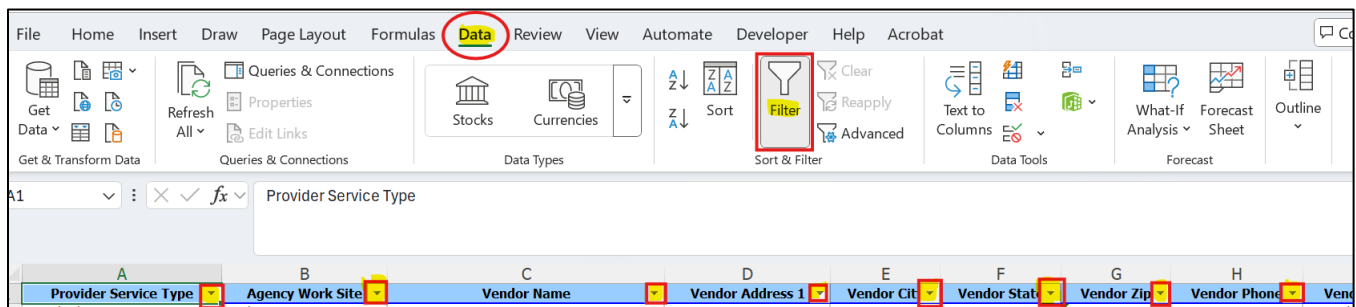 File Home Insert Draw Page Layout Formulas Data Review View Automate Developer Help Acrobat
Queries & Connections
Clear
Get Data
Refresh All
Properties
Stocks
Currencies
Sort
Filter
Reapply
Text to Columns
What-If Analysis
Forecast Sheet
Outline
Edit Links
Advanced
Get & Transform Data
Queries & Connections
Data Types
Sort & Filter
Data Tools
Forecast
A1 fx Provider Service Type
A B C D E F G H
Provider Service Type Agency Work Site Vendor Name Vendor Address 1 Vendor Cit Vendor Stat Vendor Zip Vendor Phone